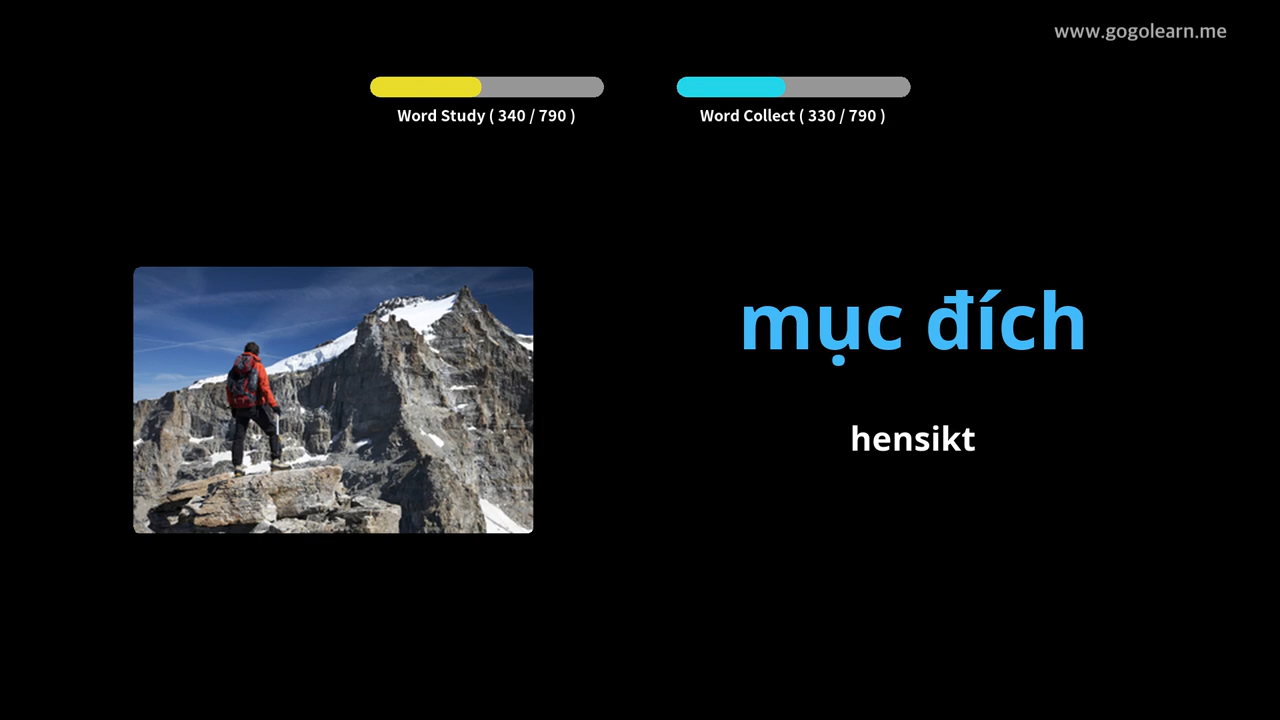 www.gogolearn.me
Word Study ( 340 / 790 )
Word Collect ( 330 / 790 )
mục đích
hensikt